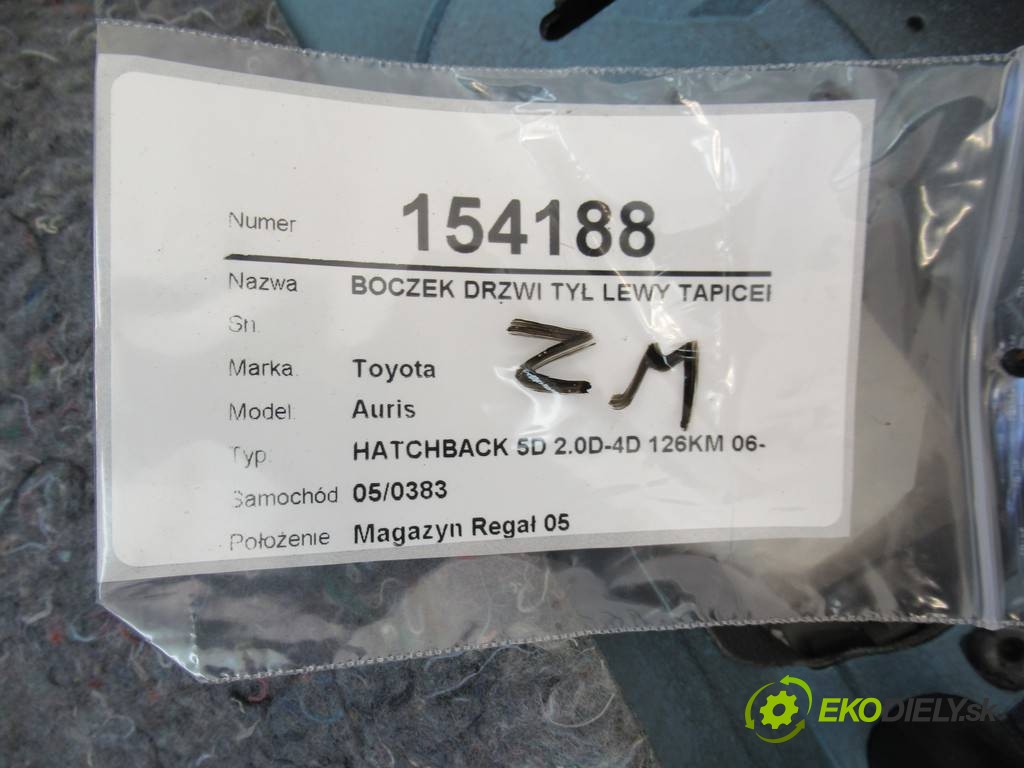 Numer 154188
Nazwa BOCZEK DRZWI TYŁ LEWY TAPICEI
Sn.
Marka Toyota
Model: Auris
Typ: HATCHBACK 5D 2.0D-4D 126KM 06-
Samochód 05/0383
Położenie Magazyn Regał 05
ZM
EKODIELY.sk